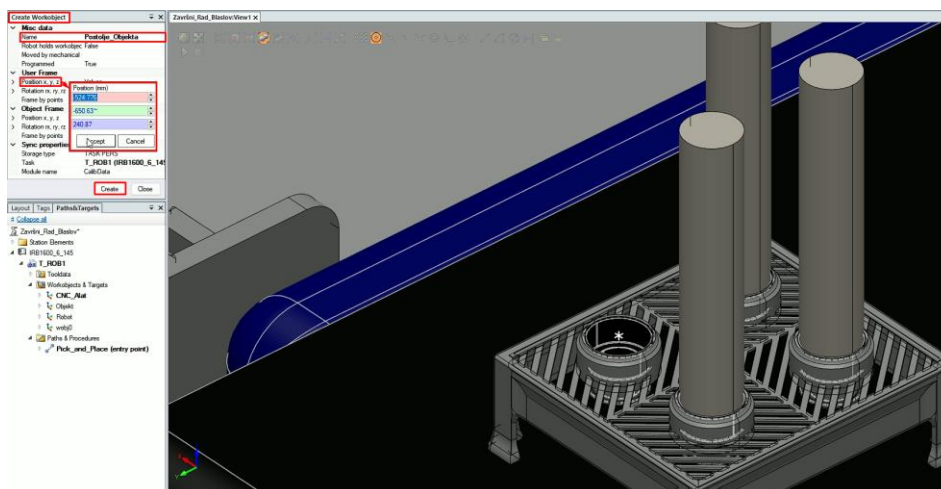 Create Workobject
Misc data
Name Postolje_Objekta
Robot holds workobjec False
Moved by mechanical
Programmed True
User Frame
Position x, y, z Values
Rotation rx, ry, rz
Frame by points
Object Frame
Position x, y, z
Rotation rx, ry, rz
Frame by points
Sync properties
Storage type TASK PERS
Task T_ROB1 (IRB1600_6_145
Module name CalibData
Position (mm)
-650.63~
240.87
Accept Cancel
Create Close
Layout Tags Paths&Targets
Collapse all
Završni_Rad_Blaslov*
Station Elements
IRB1600_6_145
T_ROB1
Tooldata
Workobjects & Targets
CNC_Alat
Objekt
Robot
wobj0
Paths & Procedures
Pick_and_Place (entry point)
Završni_Rad_Blaslov:View1
X
Y